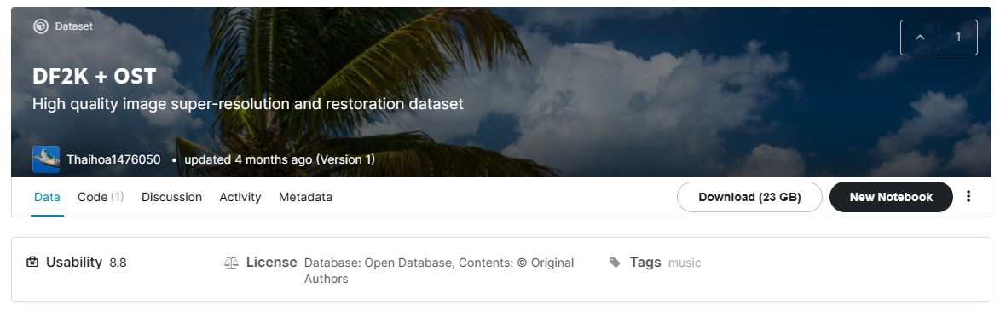 Dataset
1
DF2K + OST
High quality image super-resolution and restoration dataset
Thaihoa1476050 • updated 4 months ago (Version 1)
Data Code (1) Discussion Activity Metadata Download (23 GB) New Notebook
Usability 8.8 License Database: Open Database, Contents: © Original Tags music
Authors